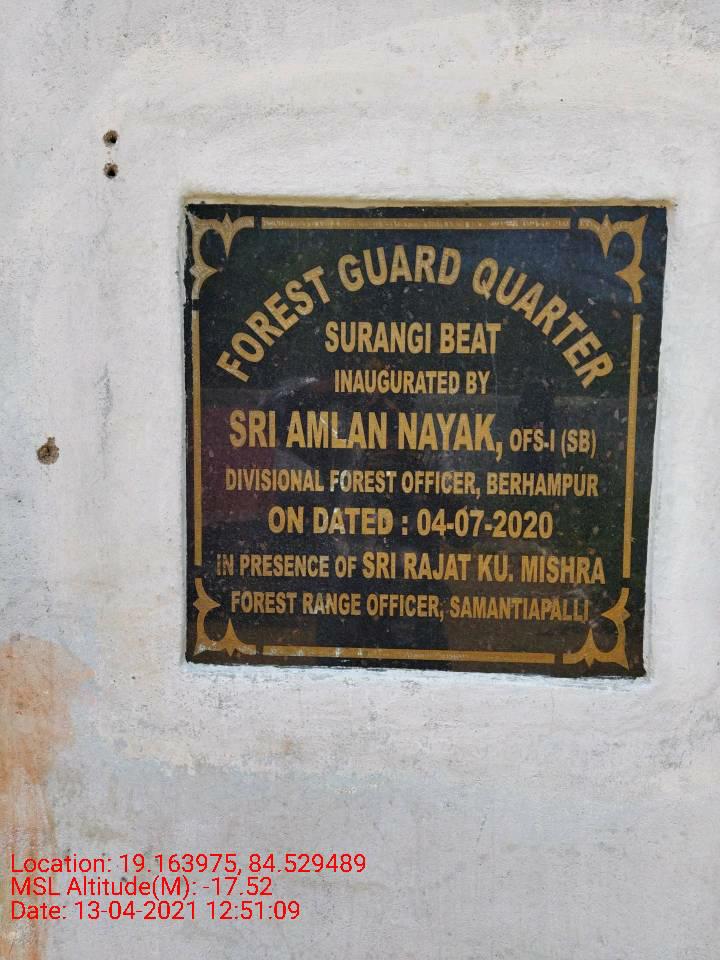 FOREST GUARD QUARTER
SURANGI BEAT
INAUGURATED BY
SRI AMLAN NAYAK, OFS-I (SB)
DIVISIONAL FOREST OFFICER, BERHAMPUR
ON DATED : 04-07-2020
IN PRESENCE OF SRI RAJAT KU. MISHRA
FOREST RANGE OFFICER, SAMANTIAPALLI
Location: 19.163975, 84.529489
MSL Altitude(M): -17.52
Date: 13-04-2021 12:51:09